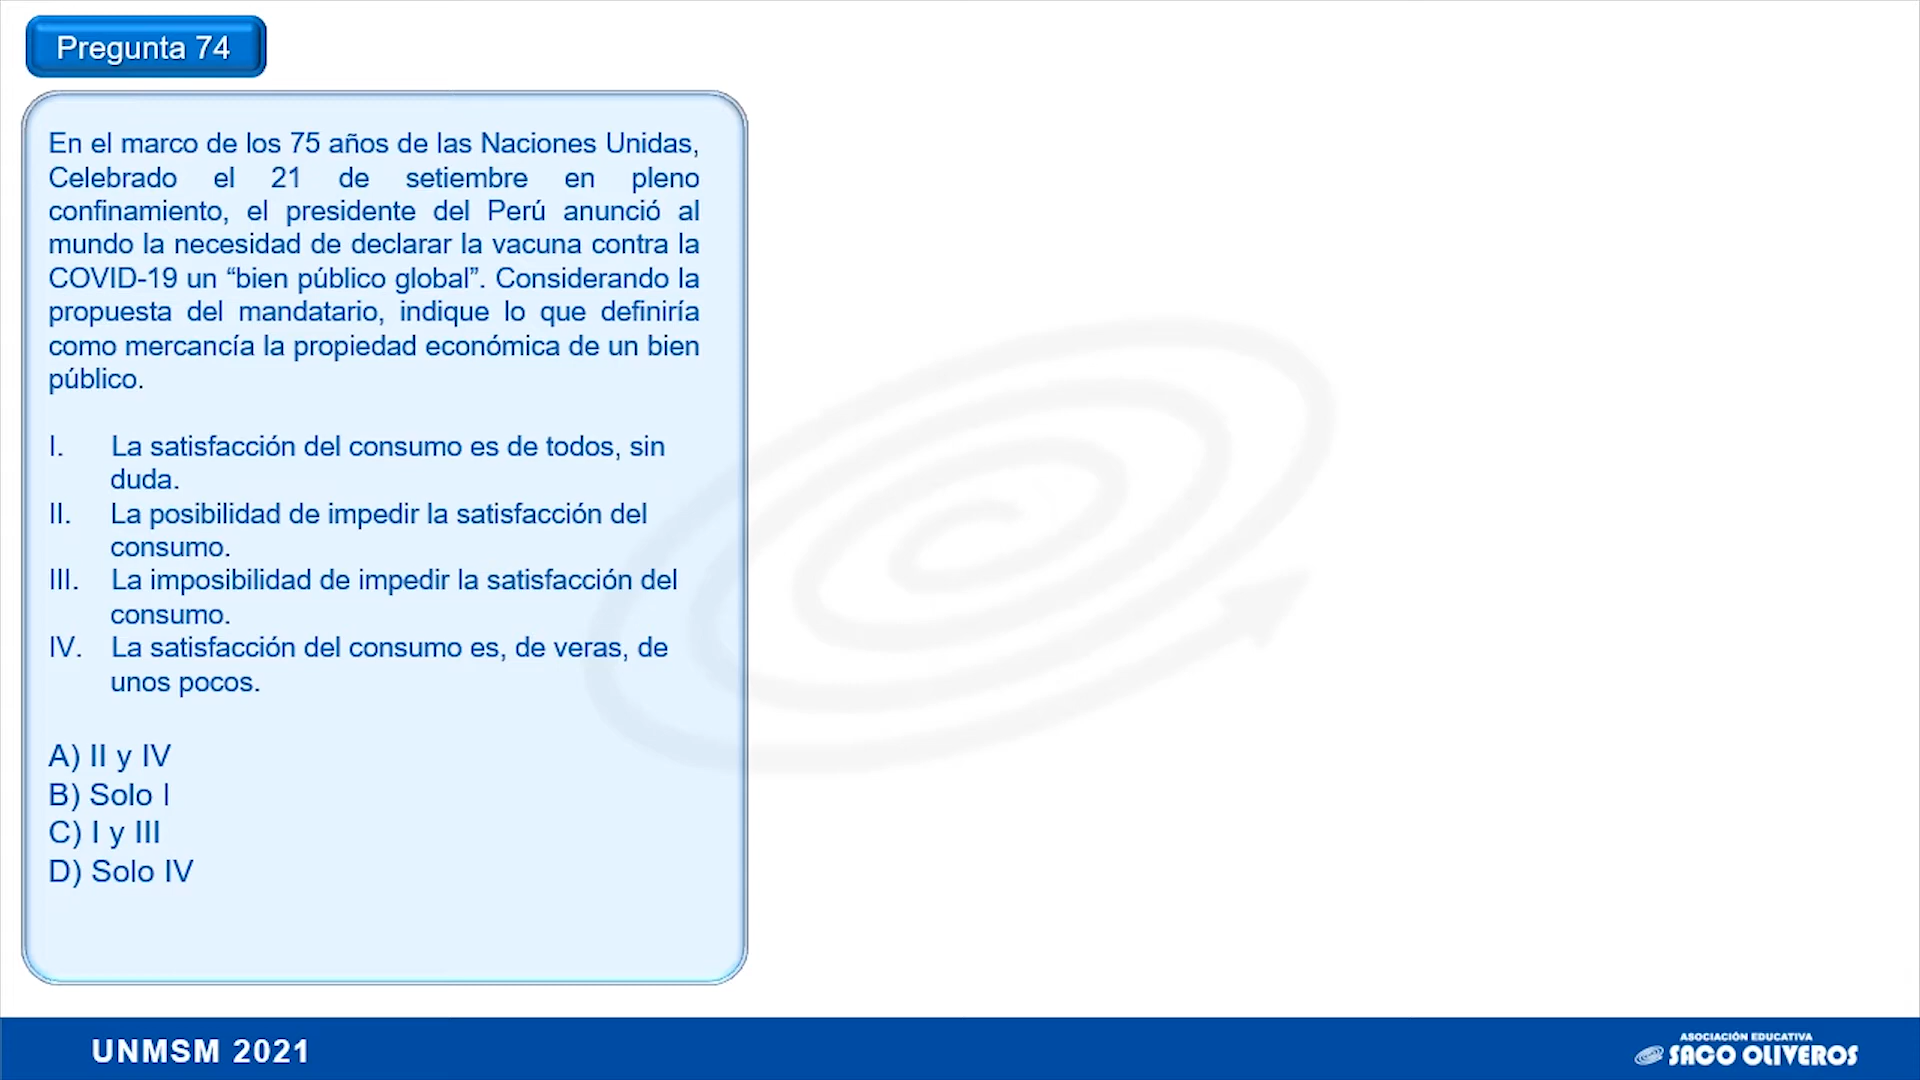 Pregunta 74
En el marco de los 75 años de las Naciones Unidas,
Celebrado el 21 de setiembre en pleno
confinamiento, el presidente del Perú anunció al
mundo la necesidad de declarar la vacuna contra la
COVID-19 un “bien público global”. Considerando la
propuesta del mandatario, indique lo que definiría
como mercancía la propiedad económica de un bien
público.
I. La satisfacción del consumo es de todos, sin
duda.
II. La posibilidad de impedir la satisfacción del
consumo.
III. La imposibilidad de impedir la satisfacción del
consumo.
IV. La satisfacción del consumo es, de veras, de
unos pocos.
A) II y IV
B) Solo I
C) I y III
D) Solo IV
UNMSM 2021
ASOCIACIÓN EDUCATIVA
SACO OLIVEROS